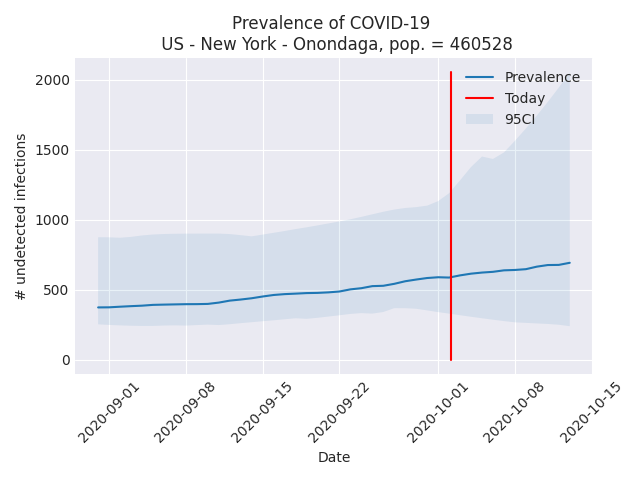 Prevalence of COVID-19
US - New York - Onondaga, pop. = 460528
Prevalence
Today
95CI
# undetected infections
2000
1500
1000
500
0
2020-09-01
2020-09-08
2020-09-15
2020-09-22
2020-10-01
2020-10-08
2020-10-15
Date